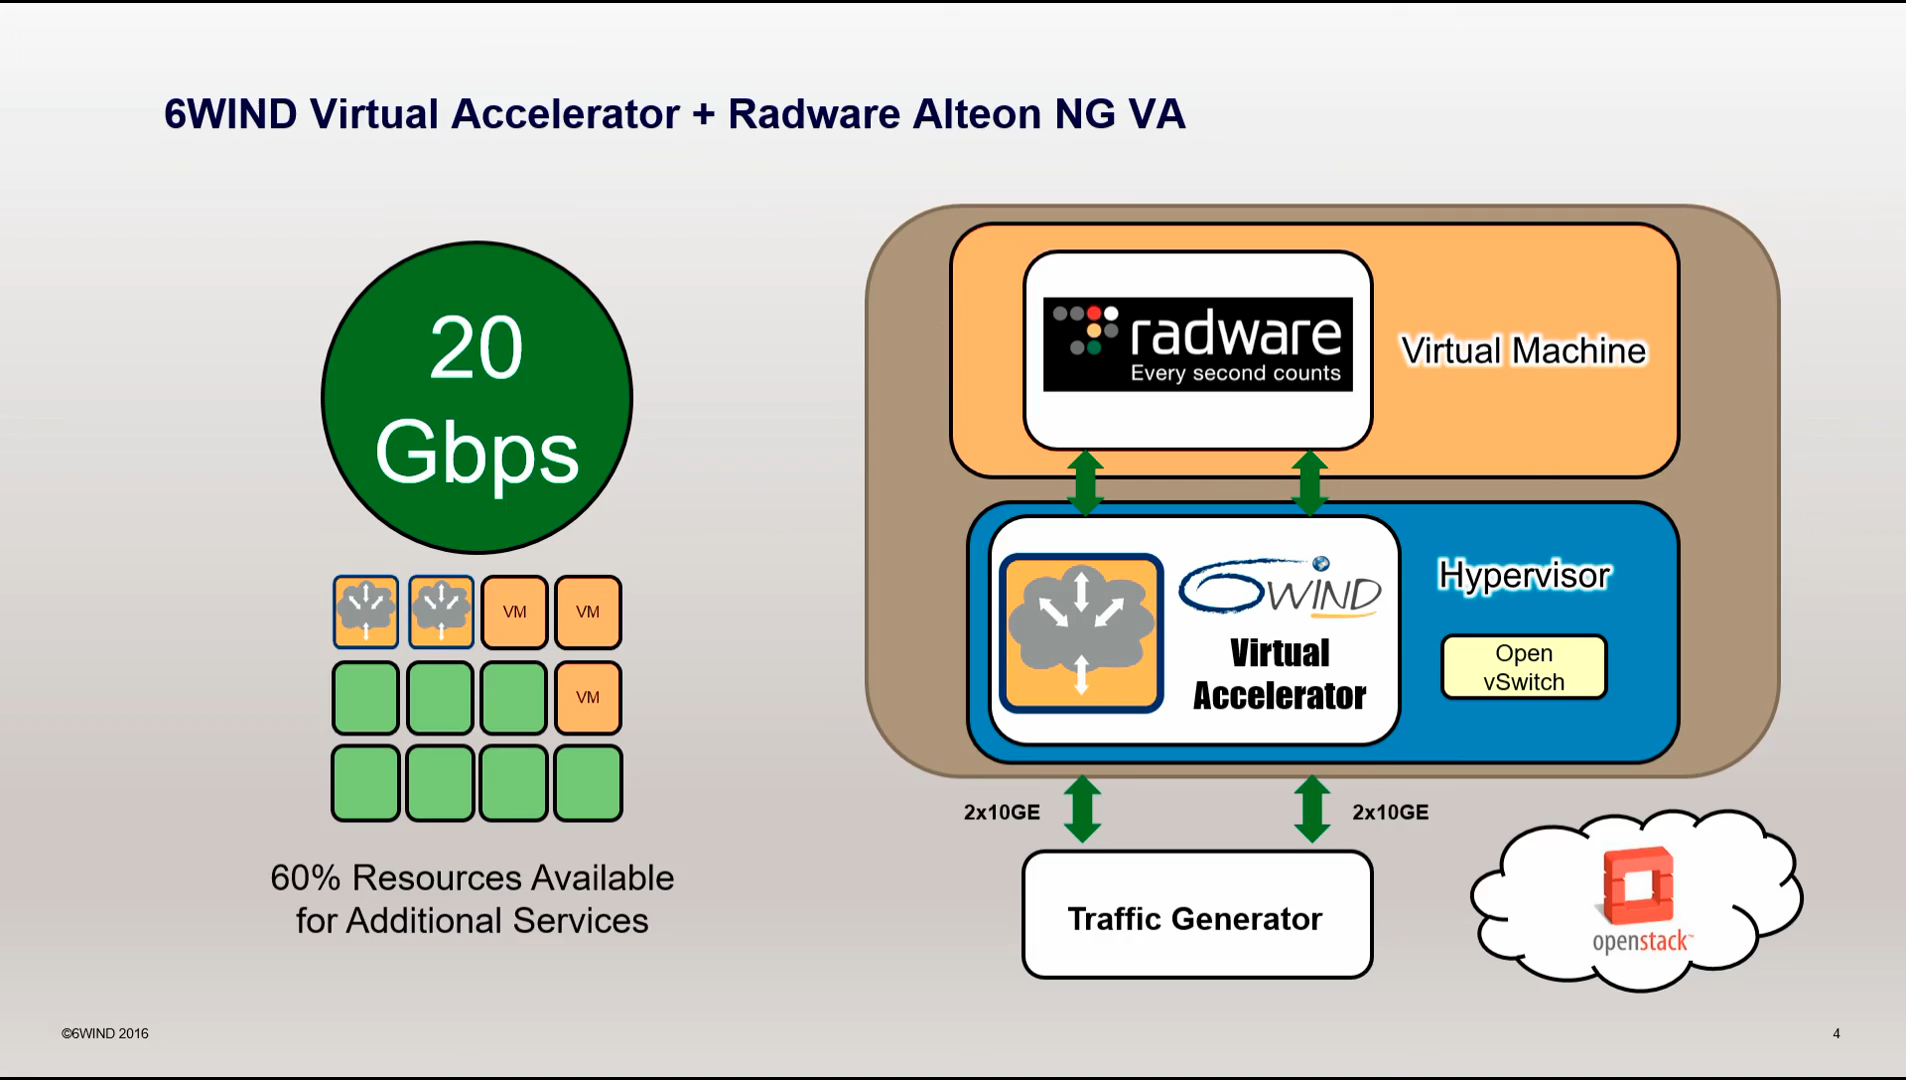 6WIND Virtual Accelerator + Radware Alteon NG VA
20
Gbps
VM
VM
VM
60% Resources Available
for Additional Services
radware
Every second counts
Virtual Machine
6WIND
Virtual
Accelerator
Hypervisor
Open
vSwitch
2x10GE
2x10GE
Traffic Generator
openstack™
©6WIND 2016
4